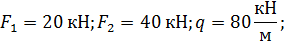 F₁ = 20 кН; F₂ = 40 кН; q = 80 кН/м;